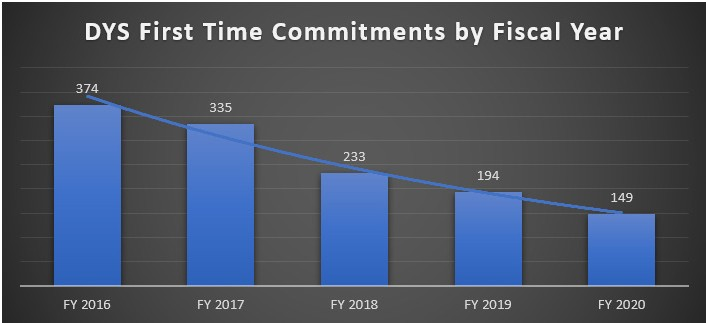 DYS First Time Commitments by Fiscal Year
374
335
233
194
149
FY 2016
FY 2017
FY 2018
FY 2019
FY 2020